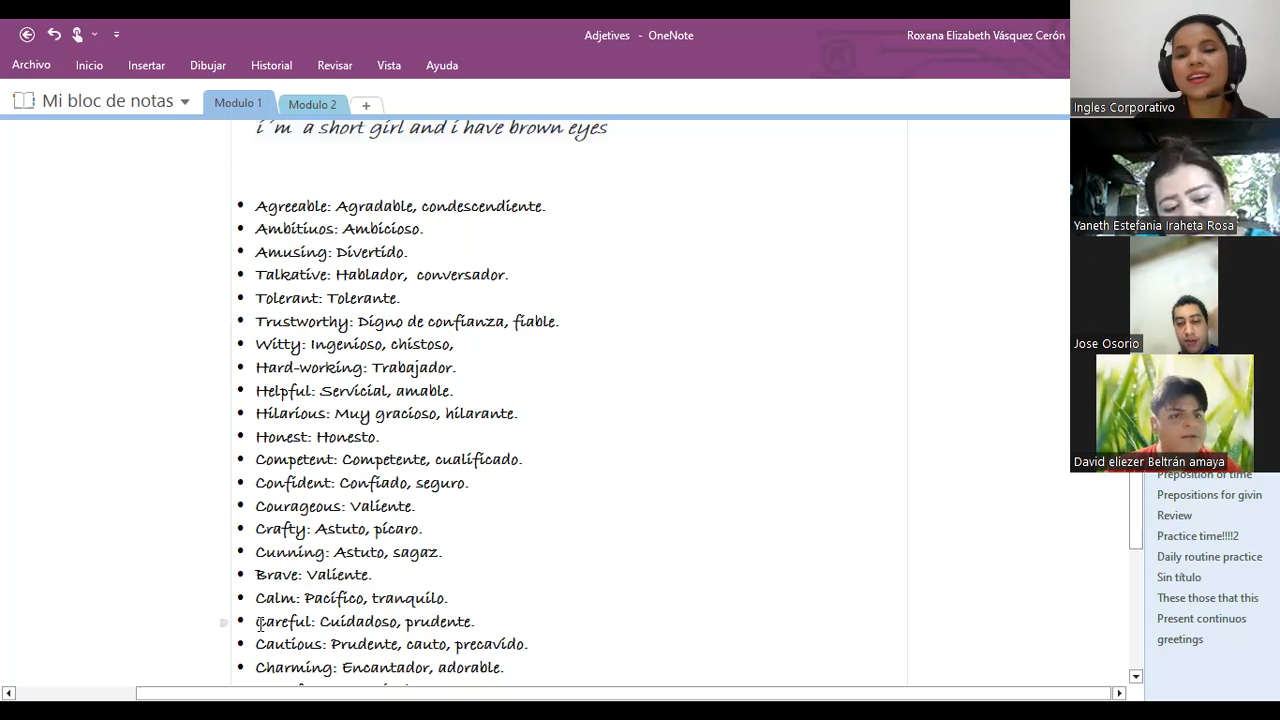 Adjetives - OneNote
Roxana Elizabeth Vásquez Cerón
Archivo Inicio Insertar Dibujar Historial Revisar Vista Ayuda
Mi bloc de notas Modulo 1 Modulo 2 +
i´m a short girl and i have brown eyes
• Agreeable: Agradable, condescendiente.
• Ambitiuos: Ambicioso.
• Amusing: Divertido.
• Talkative: Hablador, conversador.
• Tolerant: Tolerante.
• Trustworthy: Digno de confianza, fiable.
• Witty: Ingenioso, chistoso,
• Hard-working: Trabajador.
• Helpful: Servicial, amable.
• Hilarious: Muy gracioso, hilarante.
• Honest: Honesto.
• Competent: Competente, cualificado.
• Confident: Confiado, seguro.
• Courageous: Valiente.
• Crafty: Astuto, pícaro.
• Cunning: Astuto, sagaz.
• Brave: Valiente.
• Calm: Pacífico, tranquilo.
• Careful: Cuidadoso, prudente.
• Cautious: Prudente, cauto, precavido.
• Charming: Encantador, adorable.
Ingles Corporativo
Yaneth Estefania Iraheta Rosa
Jose Osorio
David eliezer Beltrán amaya
Preposition of time
Prepositions for givin
Review
Practice time!!!!2
Daily routine practice
Sin título
These those that this
Present continuos
greetings